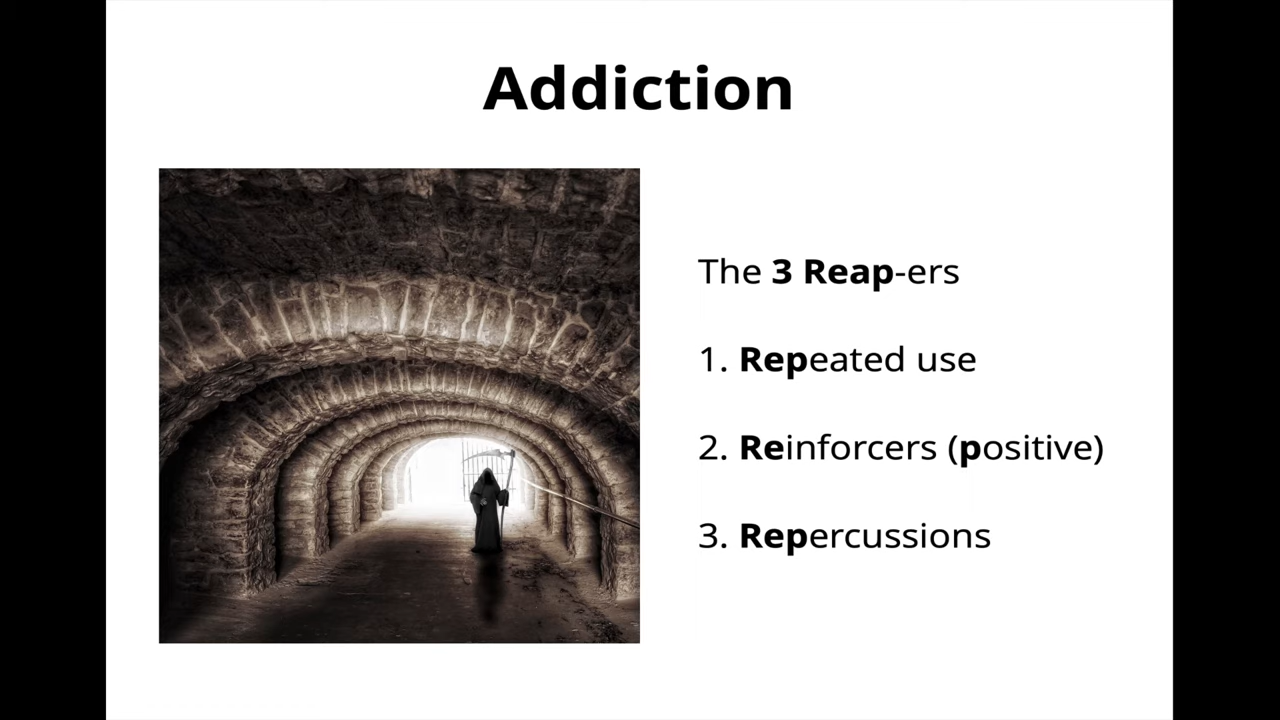 Addiction
The 3 Reap-ers
1. Repeated use
2. Reinforcers (positive)
3. Repercussions